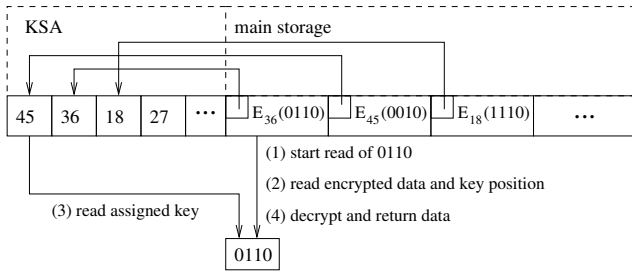 KSA main storage
45 36 18 27 ... E36(0110) E45(0010) E18(1110) ...
(1) start read of 0110
(2) read encrypted data and key position
(3) read assigned key
(4) decrypt and return data
0110